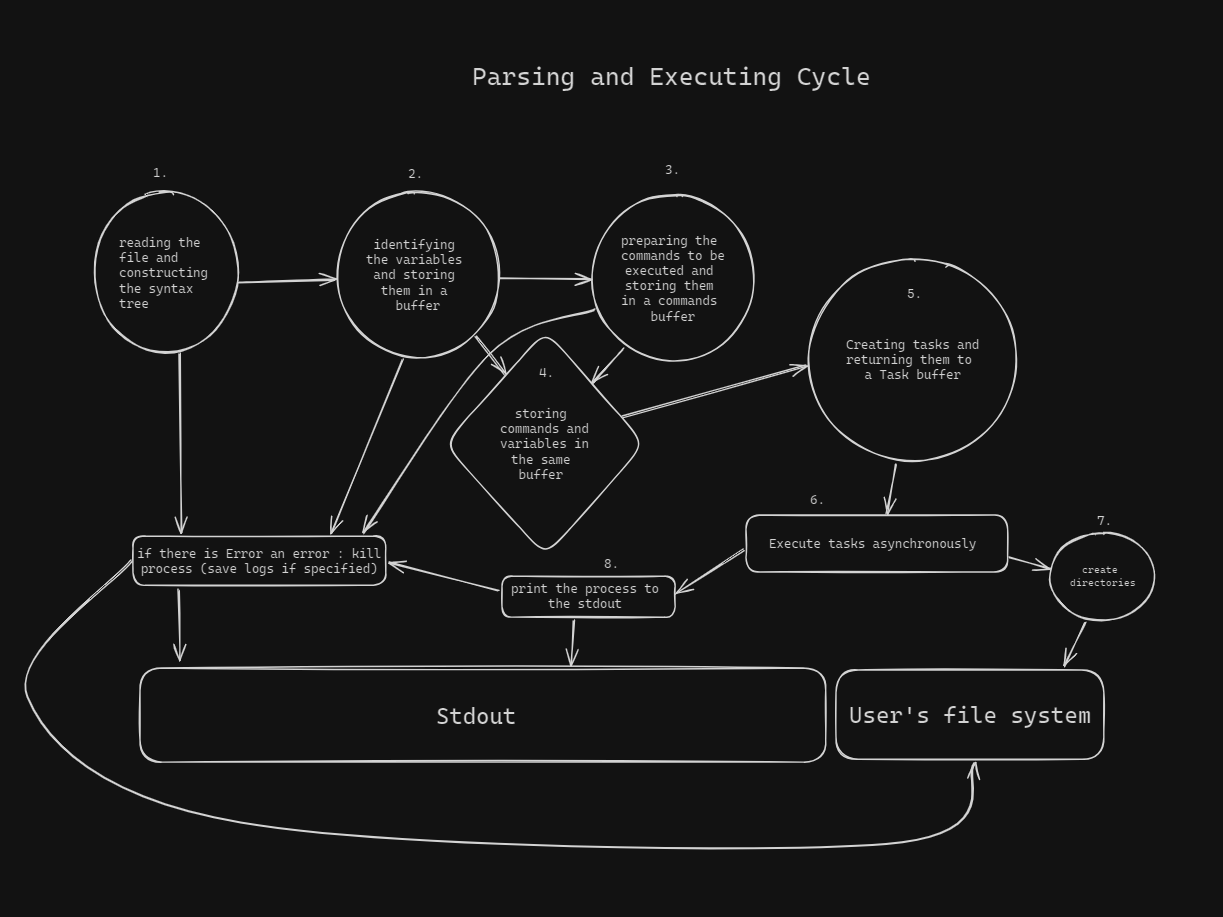 Parsing and Executing Cycle
1.
reading the
file and
constructing
the syntax
tree
2.
identifying
the variables
and storing
them in a
buffer
3.
preparing the
commands to be
executed and
storing them
in a commands
buffer
4.
storing
commands and
variables in
the same
buffer
5.
Creating tasks and
returning them to
a Task buffer
6.
Execute tasks asynchronously
7.
create
directories
8.
print the process to
the stdout
if there is Error an error : kill
process (save logs if specified)
Stdout
User's file system